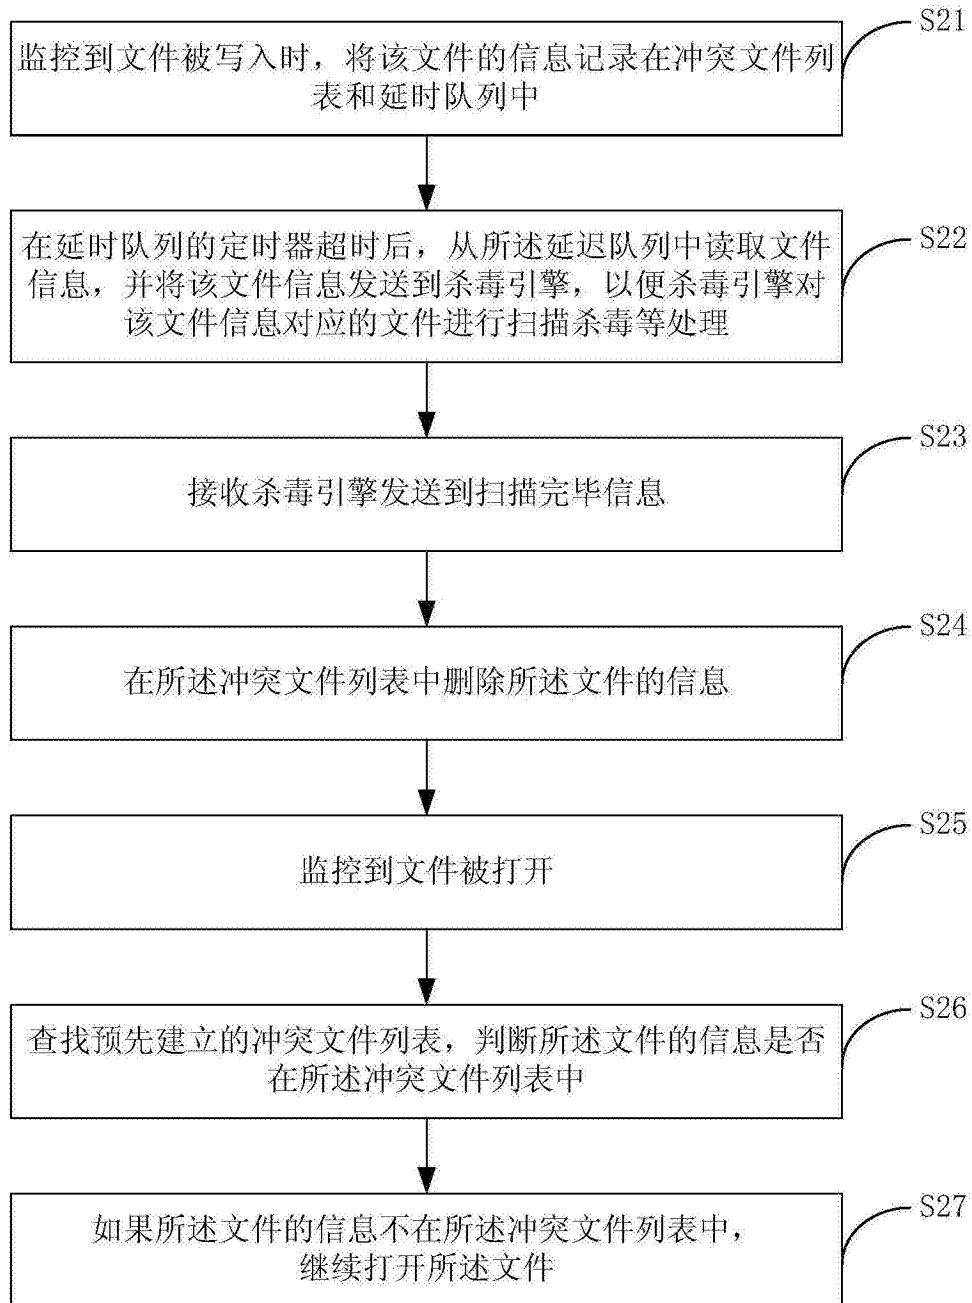 S21
监控到文件被写入时，将该文件的信息记录在冲突文件列
表和延时队列中
S22
在延时队列的定时器超时后，从所述延迟队列中读取文件
信息，并将该文件信息发送到杀毒引擎，以便杀毒引擎对
该文件信息对应的文件进行扫描杀毒等处理
S23
接收杀毒引擎发送到扫描完毕信息
S24
在所述冲突文件列表中删除所述文件的信息
S25
监控到文件被打开
S26
查找预先建立的冲突文件列表，判断所述文件的信息是否
在所述冲突文件列表中
S27
如果所述文件的信息不在所述冲突文件列表中，
继续打开所述文件